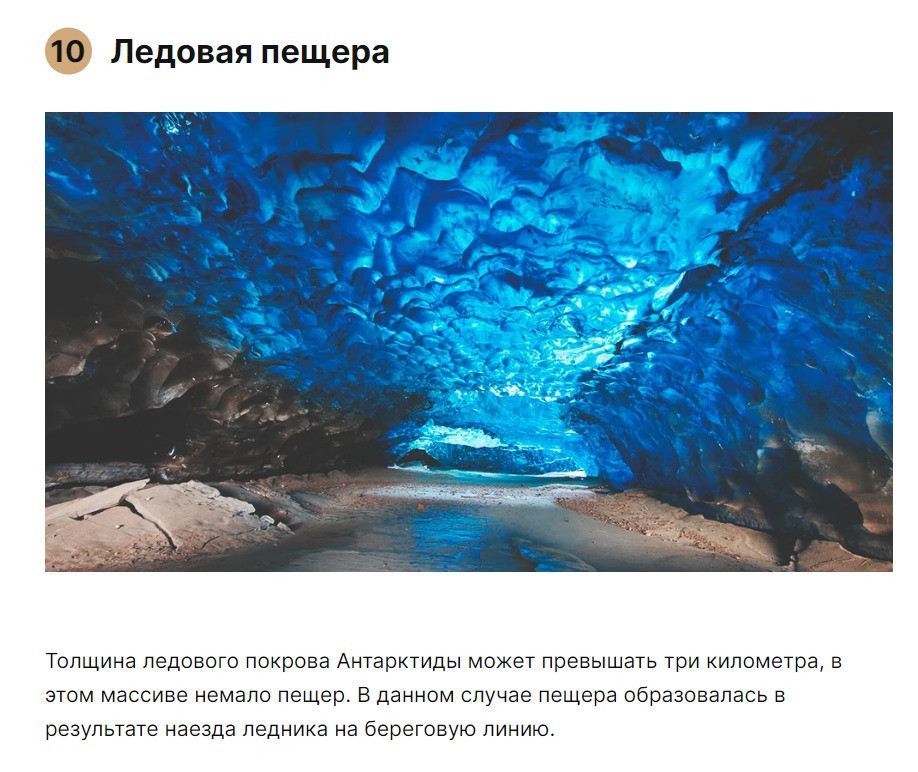 10 Ледовая пещера
Толщина ледового покрова Антарктиды может превышать три километра, в
этом массиве немало пещер. В данном случае пещера образовалась в
результате наезда ледника на береговую линию.